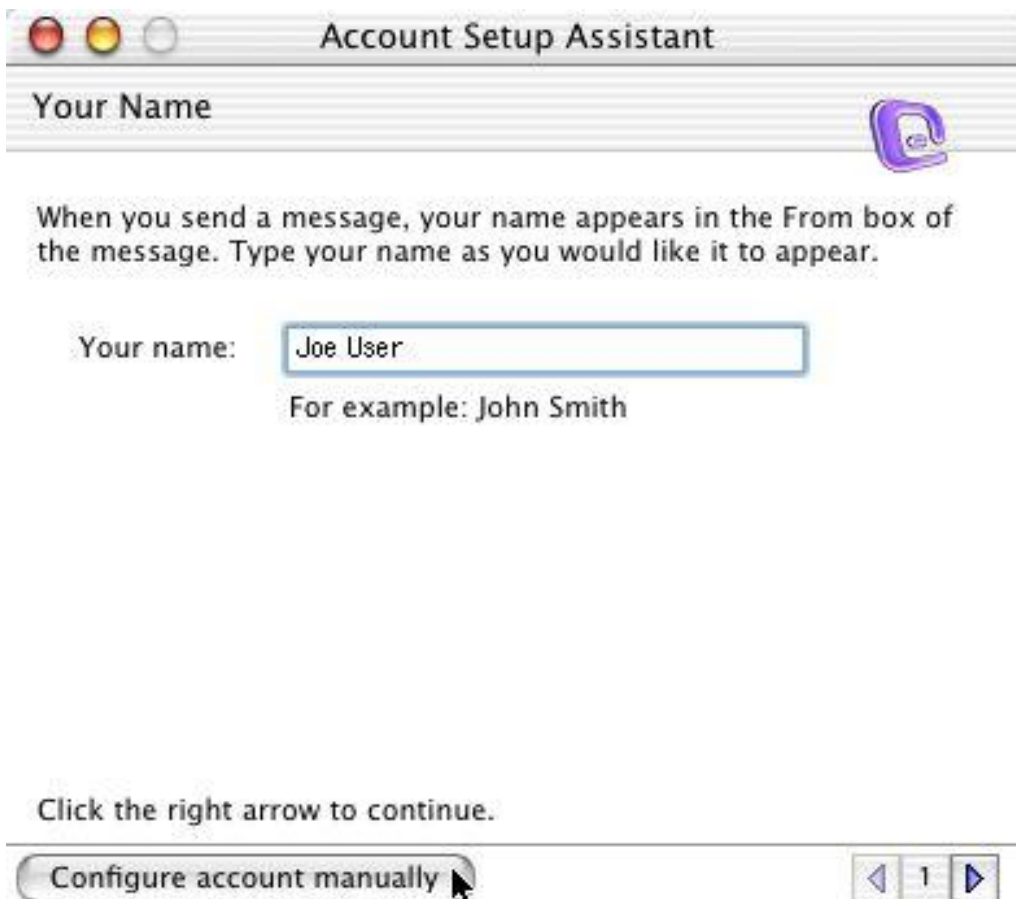 Account Setup Assistant
Your Name
When you send a message, your name appears in the From box of
the message. Type your name as you would like it to appear.
Your name: Joe User
For example: John Smith
Click the right arrow to continue.
Configure account manually 1